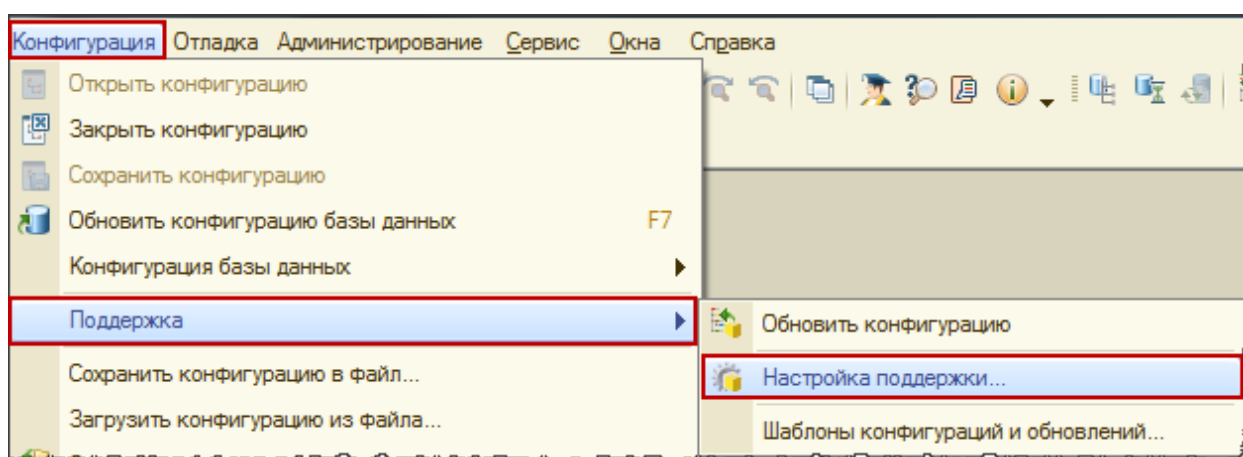 Конфигурация Отладка Администрирование Сервис Окна Справка
Открыть конфигурацию
Закрыть конфигурацию
Сохранить конфигурацию
Обновить конфигурацию базы данных F7
Конфигурация базы данных
Поддержка
Обновить конфигурацию
Сохранить конфигурацию в файл...
Настройка поддержки...
Загрузить конфигурацию из файла...
Шаблоны конфигураций и обновлений...